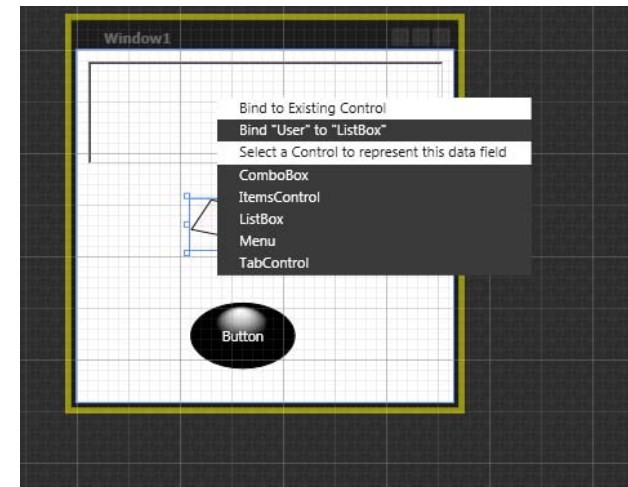 Window1
Bind to Existing Control
Bind "User" to "ListBox"
Select a Control to represent this data field
ComboBox
ItemsControl
ListBox
Menu
TabControl
Button